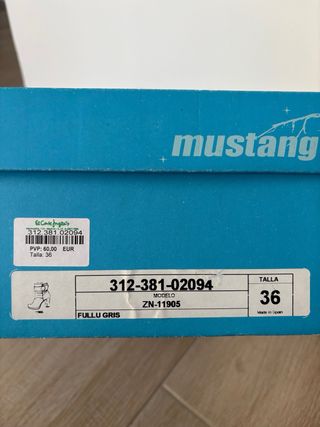 mustang
El Corte Inglés
312.381.02094
PVP: 60,00 EUR
Talla: 36
312-381-02094
MODELO
ZN-11905
FULLU GRIS
TALLA
36
Made in Spain